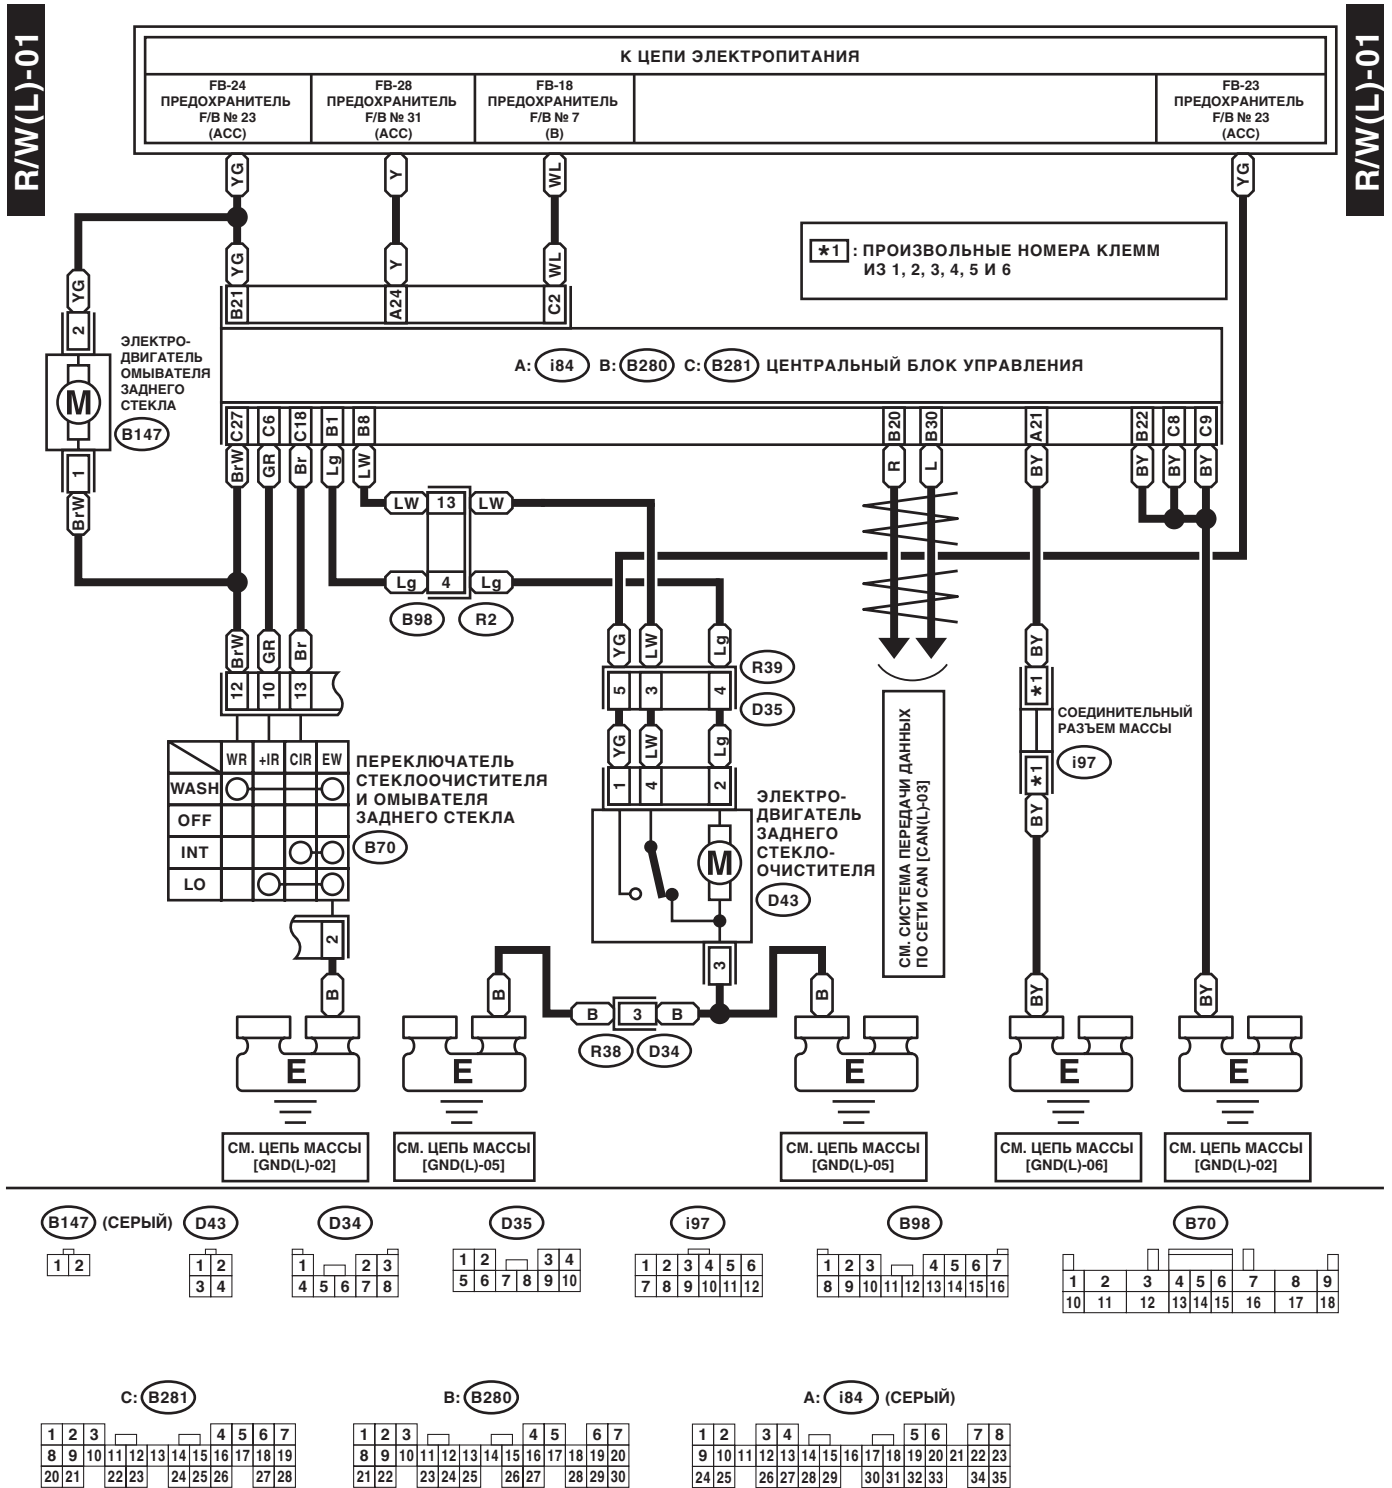 R/W(L)-01
R/W(L)-01
К ЦЕПИ ЭЛЕКТРОПИТАНИЯ
FB-24
ПРЕДОХРАНИТЕЛЬ
F/B № 23
(ACC)
FB-28
ПРЕДОХРАНИТЕЛЬ
F/B № 31
(ACC)
FB-18
ПРЕДОХРАНИТЕЛЬ
F/B № 7
(B)
FB-23
ПРЕДОХРАНИТЕЛЬ
F/B № 23
(ACC)
YG
Y
WL
YG
YG
Y
WL
B21
A24
C2
*1 : ПРОИЗВОЛЬНЫЕ НОМЕРА КЛЕММ
ИЗ 1, 2, 3, 4, 5 И 6
YG
2
M
1
BrW
ЭЛЕКТРО-
ДВИГАТЕЛЬ
ОМЫВАТЕЛЯ
ЗАДНЕГО
СТЕКЛА
B147
A: i84 B: B280 C: B281 ЦЕНТРАЛЬНЫЙ БЛОК УПРАВЛЕНИЯ
C27 C6 C18 B1 B8 B20 B30 A21 B22 C8 C9
BrW GR Br Lg LW R L BY BY BY BY
LW 13 LW
Lg 4 Lg
B98 R2
BrW GR Br
12 10 13
YG LW Lg
5 3 4
R39
D35
YG LW Lg
1 4 2
BY
*1
СОЕДИНИТЕЛЬНЫЙ
РАЗЪЕМ МАССЫ
*1
i97
BY
WR +IR CIR EW
WASH
OFF
INT
LO
ПЕРЕКЛЮЧАТЕЛЬ
СТЕКЛООЧИСТИТЕЛЯ
И ОМЫВАТЕЛЯ
ЗАДНЕГО СТЕКЛА
B70
2
B
M
ЭЛЕКТРО-
ДВИГАТЕЛЬ
ЗАДНЕГО
СТЕКЛО-
ОЧИСТИТЕЛЯ
D43
3
СМ. СИСТЕМА ПЕРЕДАЧИ ДАННЫХ
ПО СЕТИ CAN [CAN(L)-03]
B
B 3 B
R38 D34
B
BY
BY
E E E E E
СМ. ЦЕПЬ МАССЫ
[GND(L)-02]
СМ. ЦЕПЬ МАССЫ
[GND(L)-05]
СМ. ЦЕПЬ МАССЫ
[GND(L)-05]
СМ. ЦЕПЬ МАССЫ
[GND(L)-06]
СМ. ЦЕПЬ МАССЫ
[GND(L)-02]
B147 (СЕРЫЙ)
1 2
D43
1 2
3 4
D34
1 2 3
4 5 6 7 8
D35
1 2 3 4
5 6 7 8 9 10
i97
1 2 3 4 5 6
7 8 9 10 11 12
B98
1 2 3 4 5 6 7
8 9 10 11 12 13 14 15 16
B70
1 2 3 4 5 6 7 8 9
10 11 12 13 14 15 16 17 18
C: B281
1 2 3 4 5 6 7
8 9 10 11 12 13 14 15 16 17 18 19
20 21 22 23 24 25 26 27 28
B: B280
1 2 3 4 5 6 7
8 9 10 11 12 13 14 15 16 17 18 19 20
21 22 23 24 25 26 27 28 29 30
A: i84 (СЕРЫЙ)
1 2 3 4 5 6 7 8
9 10 11 12 13 14 15 16 17 18 19 20 21 22 23
24 25 26 27 28 29 30 31 32 33 34 35